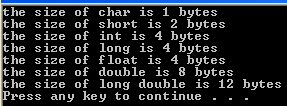 the size of char is 1 bytes
the size of short is 2 bytes
the size of int is 4 bytes
the size of long is 4 bytes
the size of float is 4 bytes
the size of double is 8 bytes
the size of long double is 12 bytes
Press any key to continue . . .